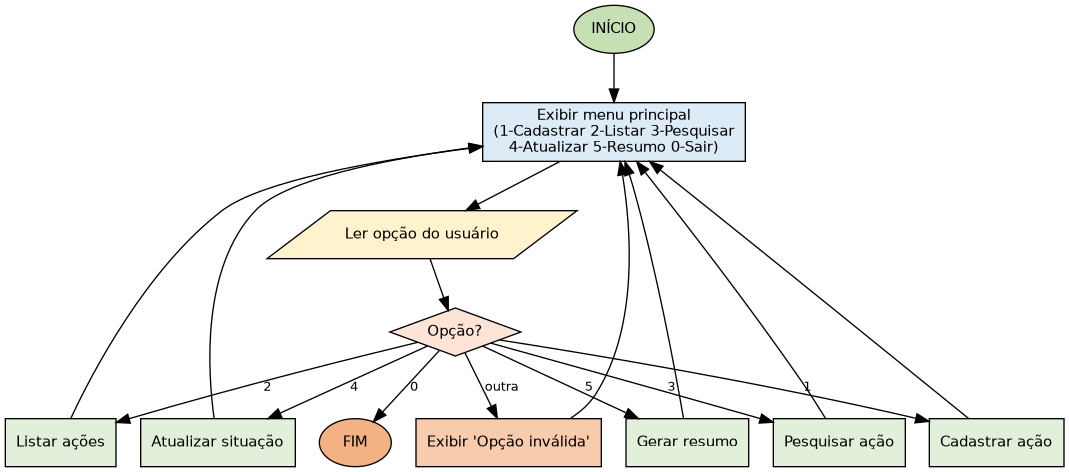 INÍCIO
Exibir menu principal
(1-Cadastrar 2-Listar 3-Pesquisar
4-Atualizar 5-Resumo 0-Sair)
Ler opção do usuário
Opção?
2
4
0
outra
5
3
1
Listar ações
Atualizar situação
FIM
Exibir 'Opção inválida'
Gerar resumo
Pesquisar ação
Cadastrar ação